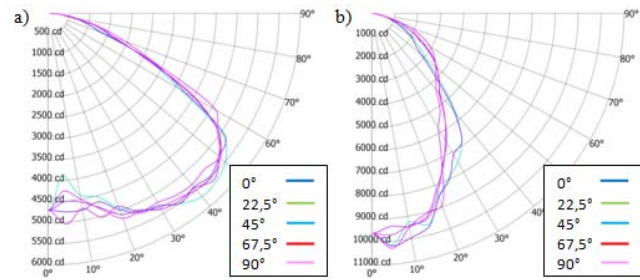 a)
90°
500 cd
1000 cd
1500 cd
2000 cd
2500 cd
3000 cd
3500 cd
4000 cd
4500 cd
5000 cd
5500 cd
6000 cd
80°
70°
60°
40°
30°
20°
10°
0°
0°
22,5°
45°
67,5°
90°
b)
90°
1000 cd
2000 cd
3000 cd
4000 cd
5000 cd
6000 cd
7000 cd
8000 cd
9000 cd
10000 cd
11000 cd
80°
70°
60°
40°
30°
20°
10°
0°
0°
22,5°
45°
67,5°
90°